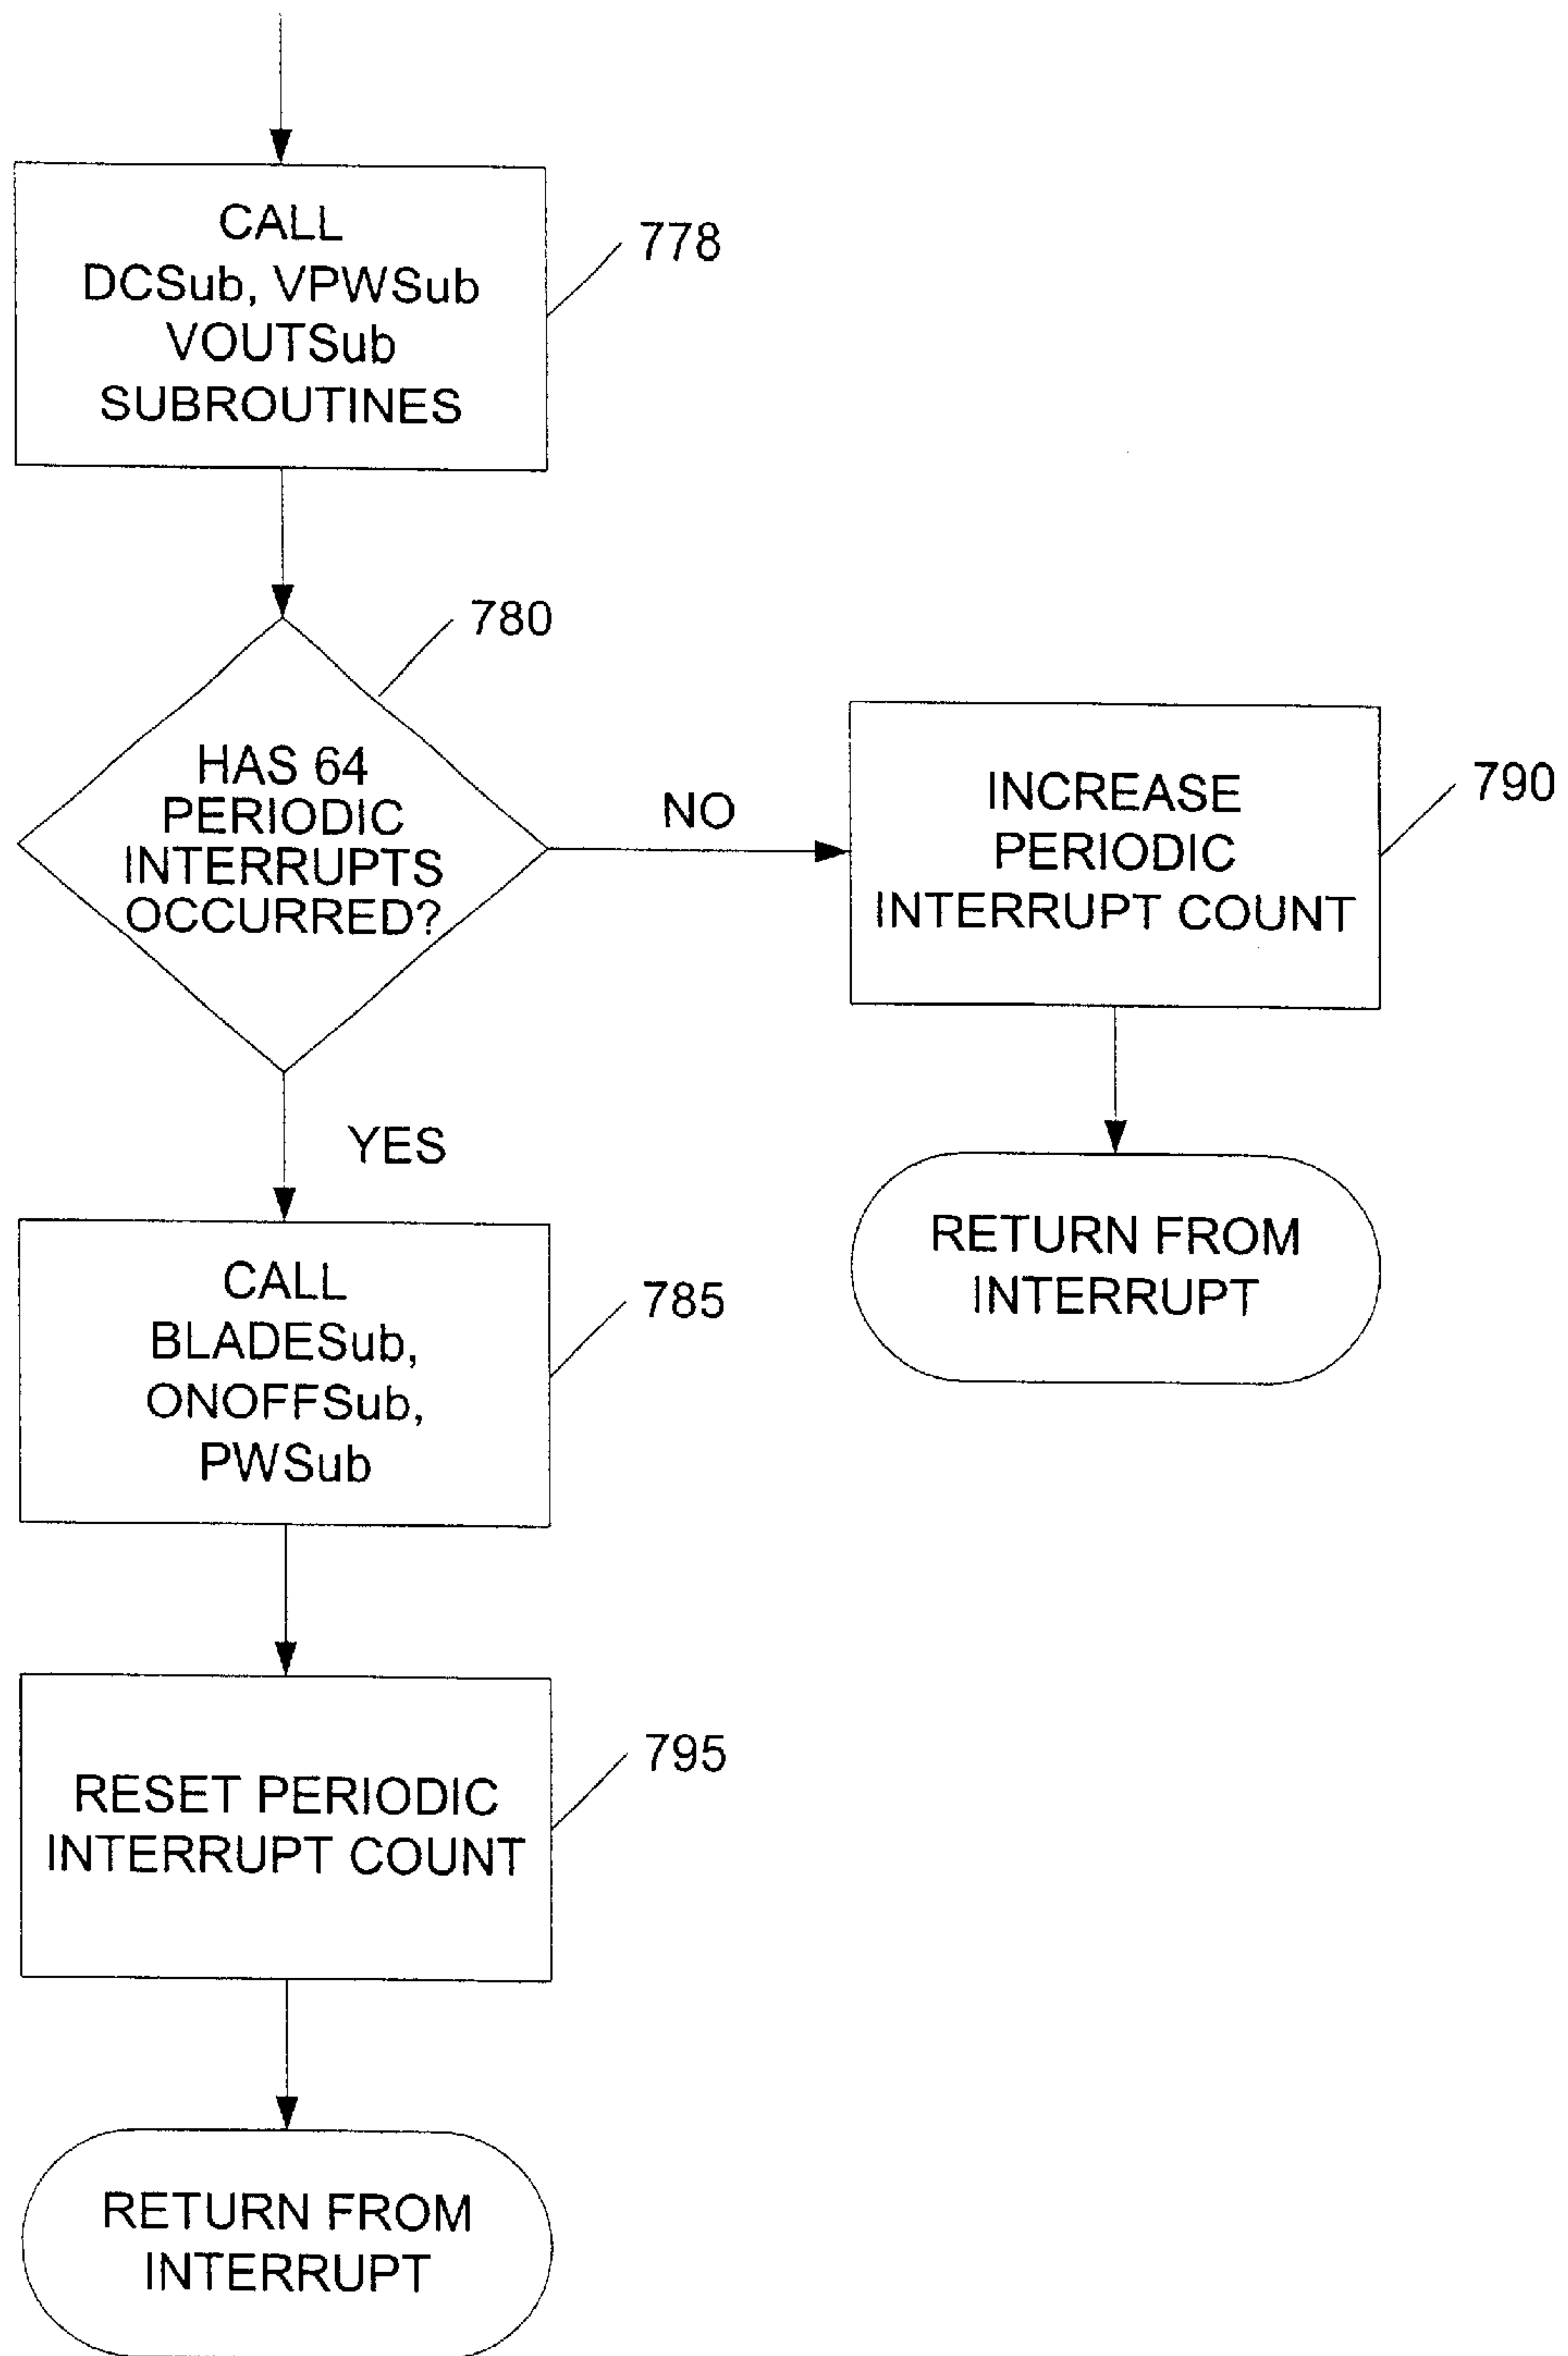 CALL
DCSub, VPWSub
VOUTSub
SUBROUTINES
778
780
HAS 64
PERIODIC
INTERRUPTS
OCCURRED?
NO
INCREASE
PERIODIC
INTERRUPT COUNT
790
YES
RETURN FROM
INTERRUPT
CALL
BLADESub,
ONOFFSub,
PWSub
785
RESET PERIODIC
INTERRUPT COUNT
795
RETURN FROM
INTERRUPT